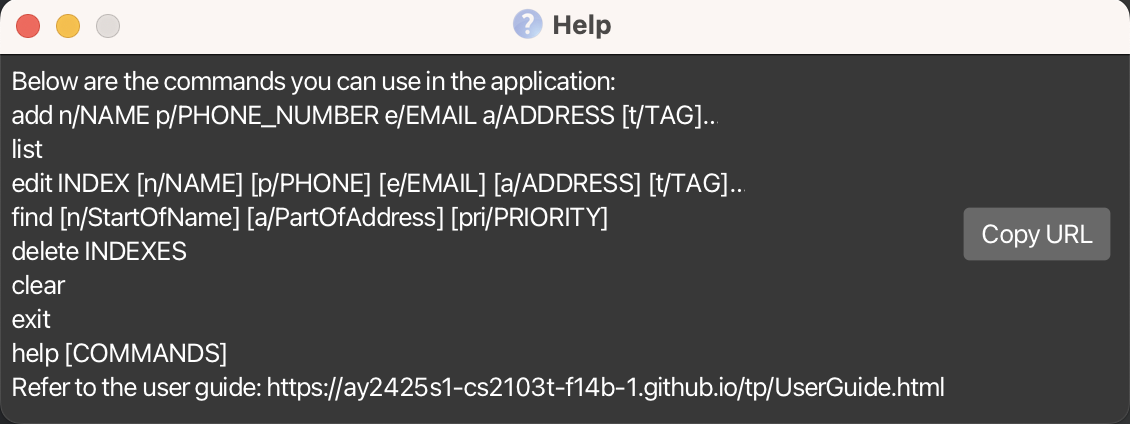 ? Help
Below are the commands you can use in the application:
add n/NAME p/PHONE_NUMBER e/EMAIL a/ADDRESS [t/TAG]...
list
edit INDEX [n/NAME] [p/PHONE] [e/EMAIL] [a/ADDRESS] [t/TAG]...
find [n/StartOfName] [a/PartOfAddress] [pri/PRIORITY]
Copy URL
delete INDEXES
clear
exit
help [COMMANDS]
Refer to the user guide: https://ay2425s1-cs2103t-f14b-1.github.io/tp/UserGuide.html